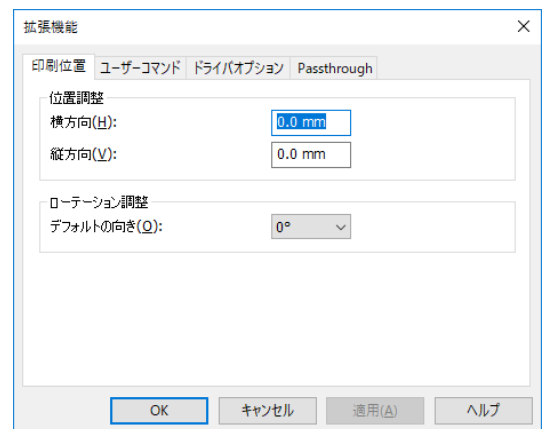 拡張機能
印刷位置 ユーザーコマンド ドライバオプション Passthrough
位置調整
横方向(H): 0.0 mm
縦方向(V): 0.0 mm
ローテーション調整
デフォルトの向き(O): 0°
OK キャンセル 適用(A) ヘルプ